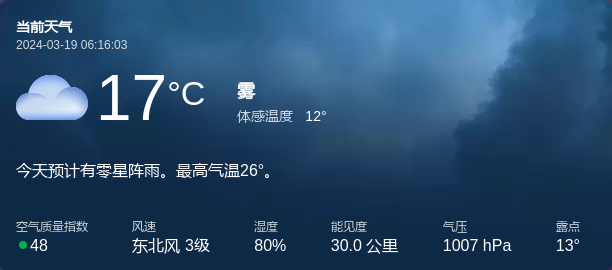 当前天气
2024-03-19 06:16:03
17°C
雾
体感温度 12°
今天预计有零星阵雨。最高气温26°。
空气质量指数 风速 湿度 能见度 气压 露点
48 东北风 3级 80% 30.0 公里 1007 hPa 13°